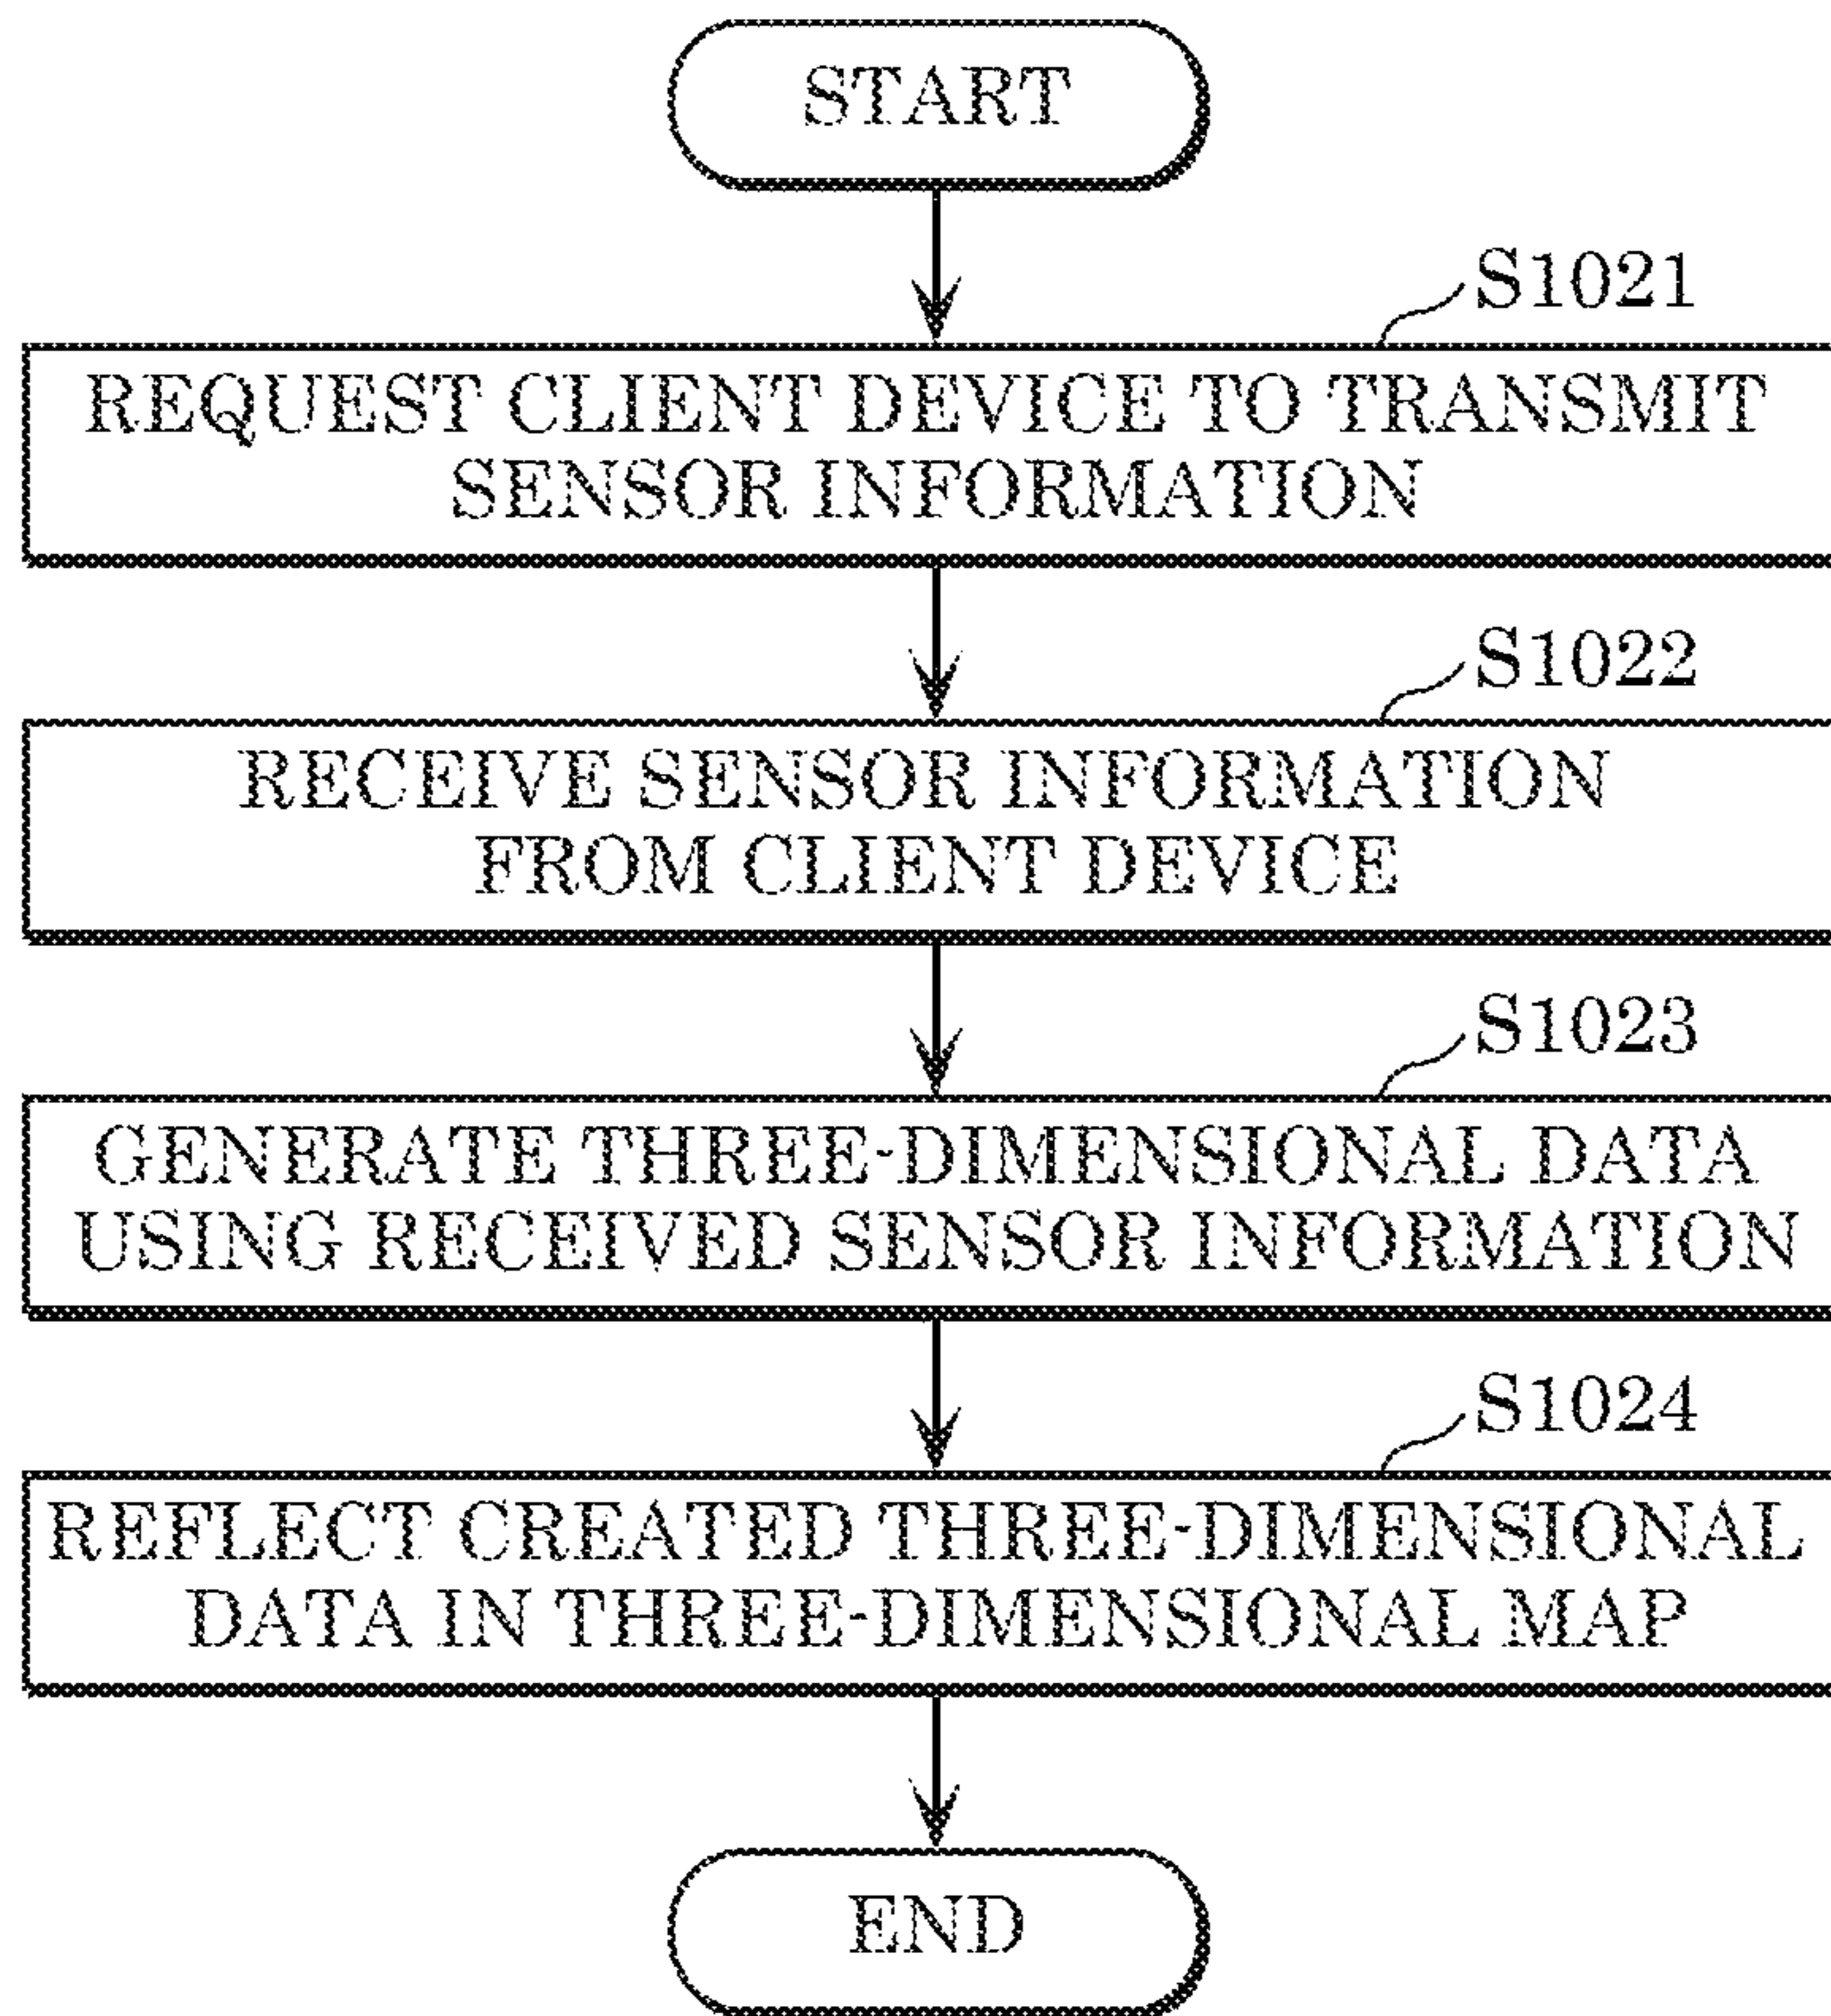 START
S1021
REQUEST CLIENT DEVICE TO TRANSMIT
SENSOR INFORMATION
S1022
RECEIVE SENSOR INFORMATION
FROM CLIENT DEVICE
S1023
GENERATE THREE-DIMENSIONAL DATA
USING RECEIVED SENSOR INFORMATION
S1024
REFLECT CREATED THREE-DIMENSIONAL
DATA IN THREE-DIMENSIONAL MAP
END